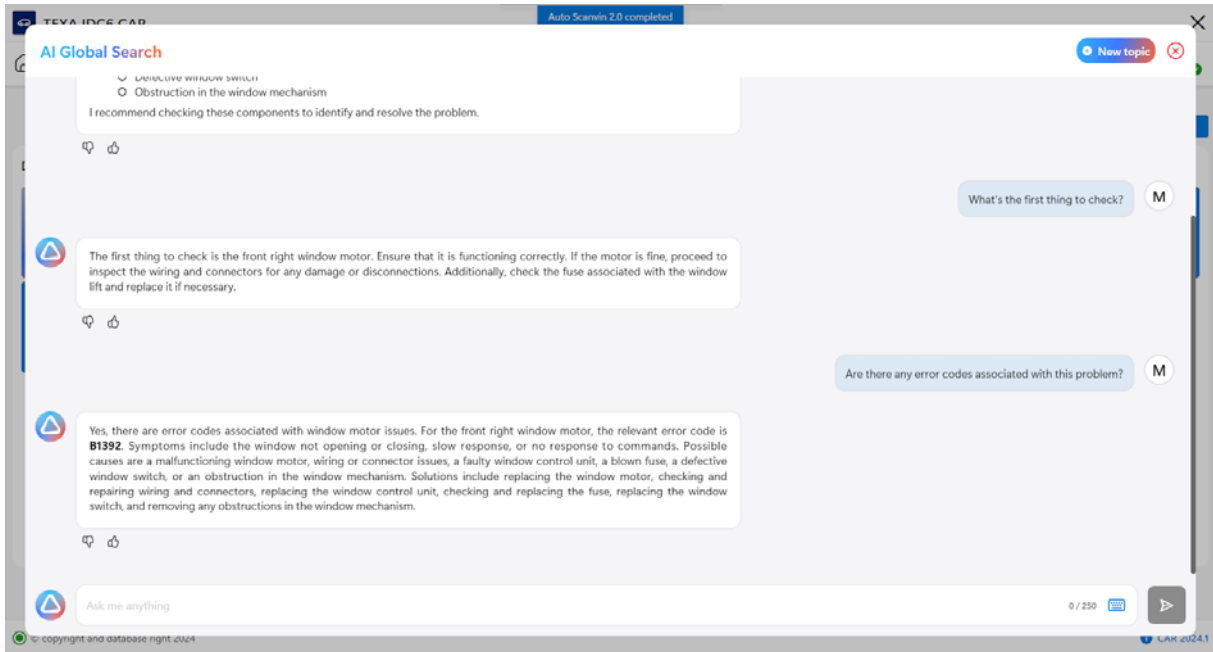 TEXA IDC6 CAR
Auto Scanvin 2.0 completed
AI Global Search
New topic
Defective window switch
Obstruction in the window mechanism
I recommend checking these components to identify and resolve the problem.
What's the first thing to check?
M
The first thing to check is the front right window motor. Ensure that it is functioning correctly. If the motor is fine, proceed to
inspect the wiring and connectors for any damage or disconnections. Additionally, check the fuse associated with the window
lift and replace it if necessary.
Are there any error codes associated with this problem?
M
Yes, there are error codes associated with window motor issues. For the front right window motor, the relevant error code is
B1392. Symptoms include the window not opening or closing, slow response, or no response to commands. Possible
causes are a malfunctioning window motor, wiring or connector issues, a faulty window control unit, a blown fuse, a defective
window switch, or an obstruction in the window mechanism. Solutions include replacing the window motor, checking and
repairing wiring and connectors, replacing the window control unit, checking and replacing the fuse, replacing the window
switch, and removing any obstructions in the window mechanism.
Ask me anything
0 / 250
© copyright and database right 2024
CAR 2024.1